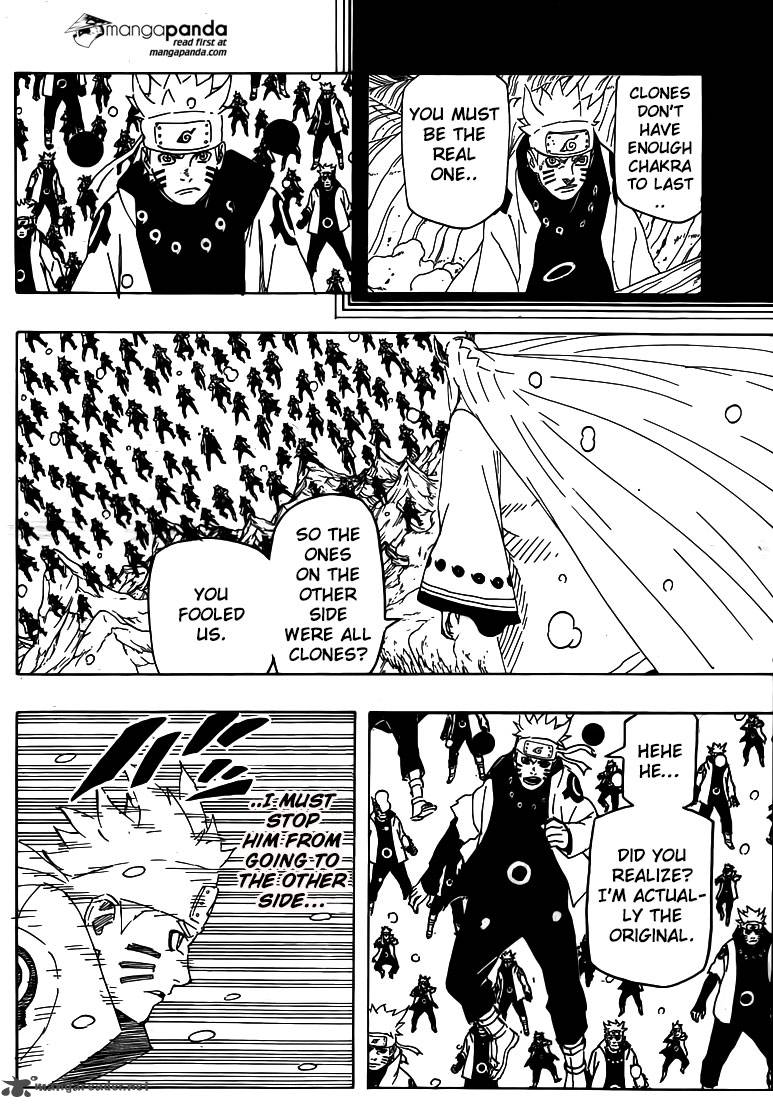 mangapanda
read first at
mangapanda.com
CLONES
DON'T
HAVE
ENOUGH
CHAKRA
TO LAST
..
YOU MUST
BE THE
REAL
ONE..
SO THE
ONES
ON THE
OTHER
SIDE
WERE ALL
CLONES?
YOU
FOOLED
US.
HEHE
HE...
DID YOU
REALIZE?
I'M ACTUAL-
LY THE
ORIGINAL.
..I MUST
STOP
HIM FROM
GOING TO
THE OTHER
SIDE...